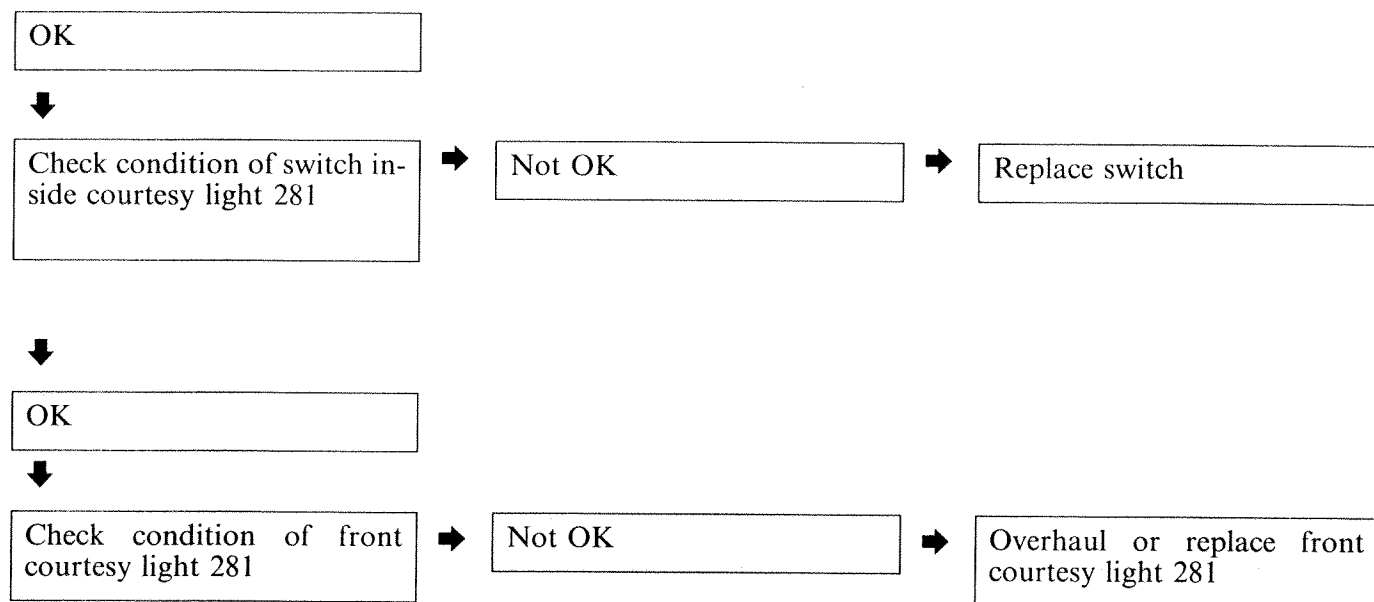 OK
Check condition of switch in-
side courtesy light 281
Not OK
Replace switch
OK
Check condition of front
courtesy light 281
Not OK
Overhaul or replace front
courtesy light 281